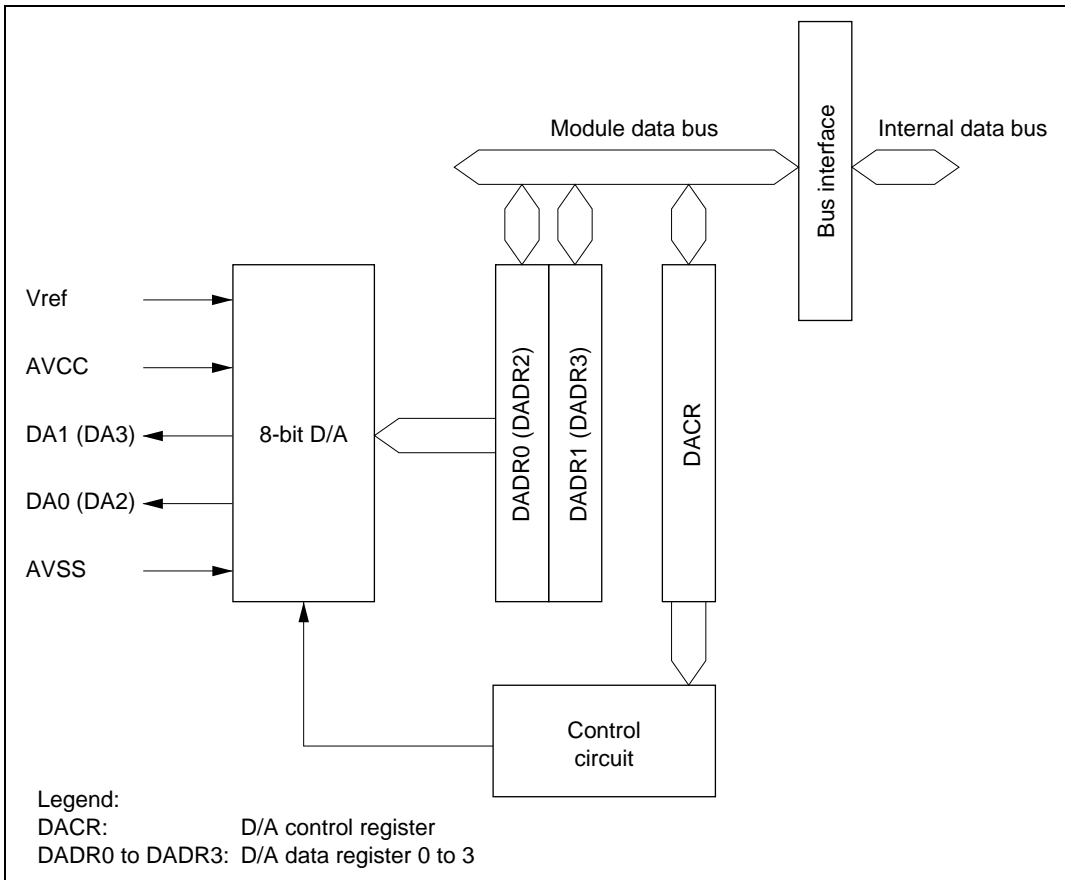 Module data bus
Internal data bus
Bus interface
Vref
AVCC
DA1 (DA3)
DA0 (DA2)
AVSS
8-bit D/A
DADR0 (DADR2)
DADR1 (DADR3)
DACR
Control
circuit
Legend:
DACR: D/A control register
DADR0 to DADR3: D/A data register 0 to 3